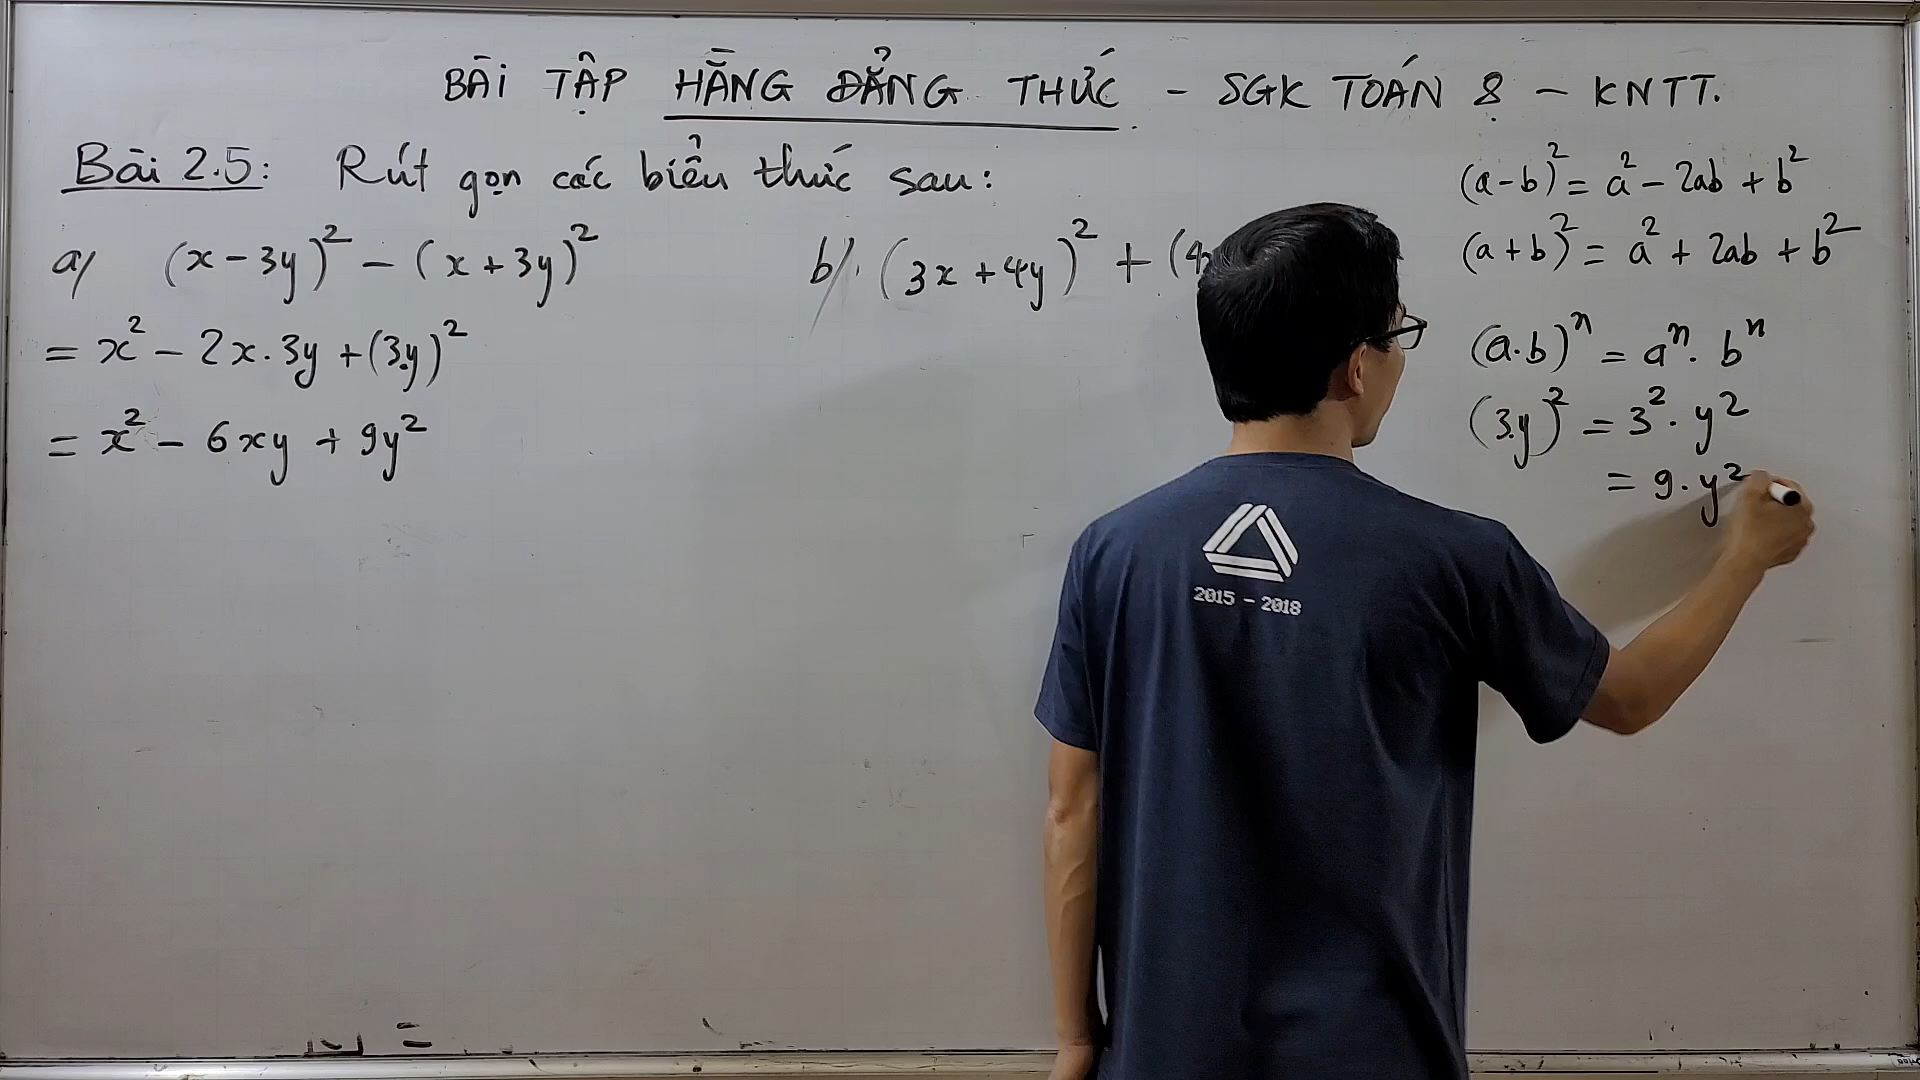 BÀI TẬP HẰNG ĐẲNG THỨC - SGK TOÁN 8 - KNTT.
Bài 2.5: Rút gọn các biểu thức sau:
a/ (x - 3y)² - (x + 3y)²
= x² - 2x.3y + (3.y)²
= x² - 6xy + 9y²
b/. (3x + 4y)² + (4
(a - b)² = a² - 2ab + b²
(a + b)² = a² + 2ab + b²
(a.b)ⁿ = aⁿ. bⁿ
(3.y)² = 3². y²
= 9. y²
2015 - 2018